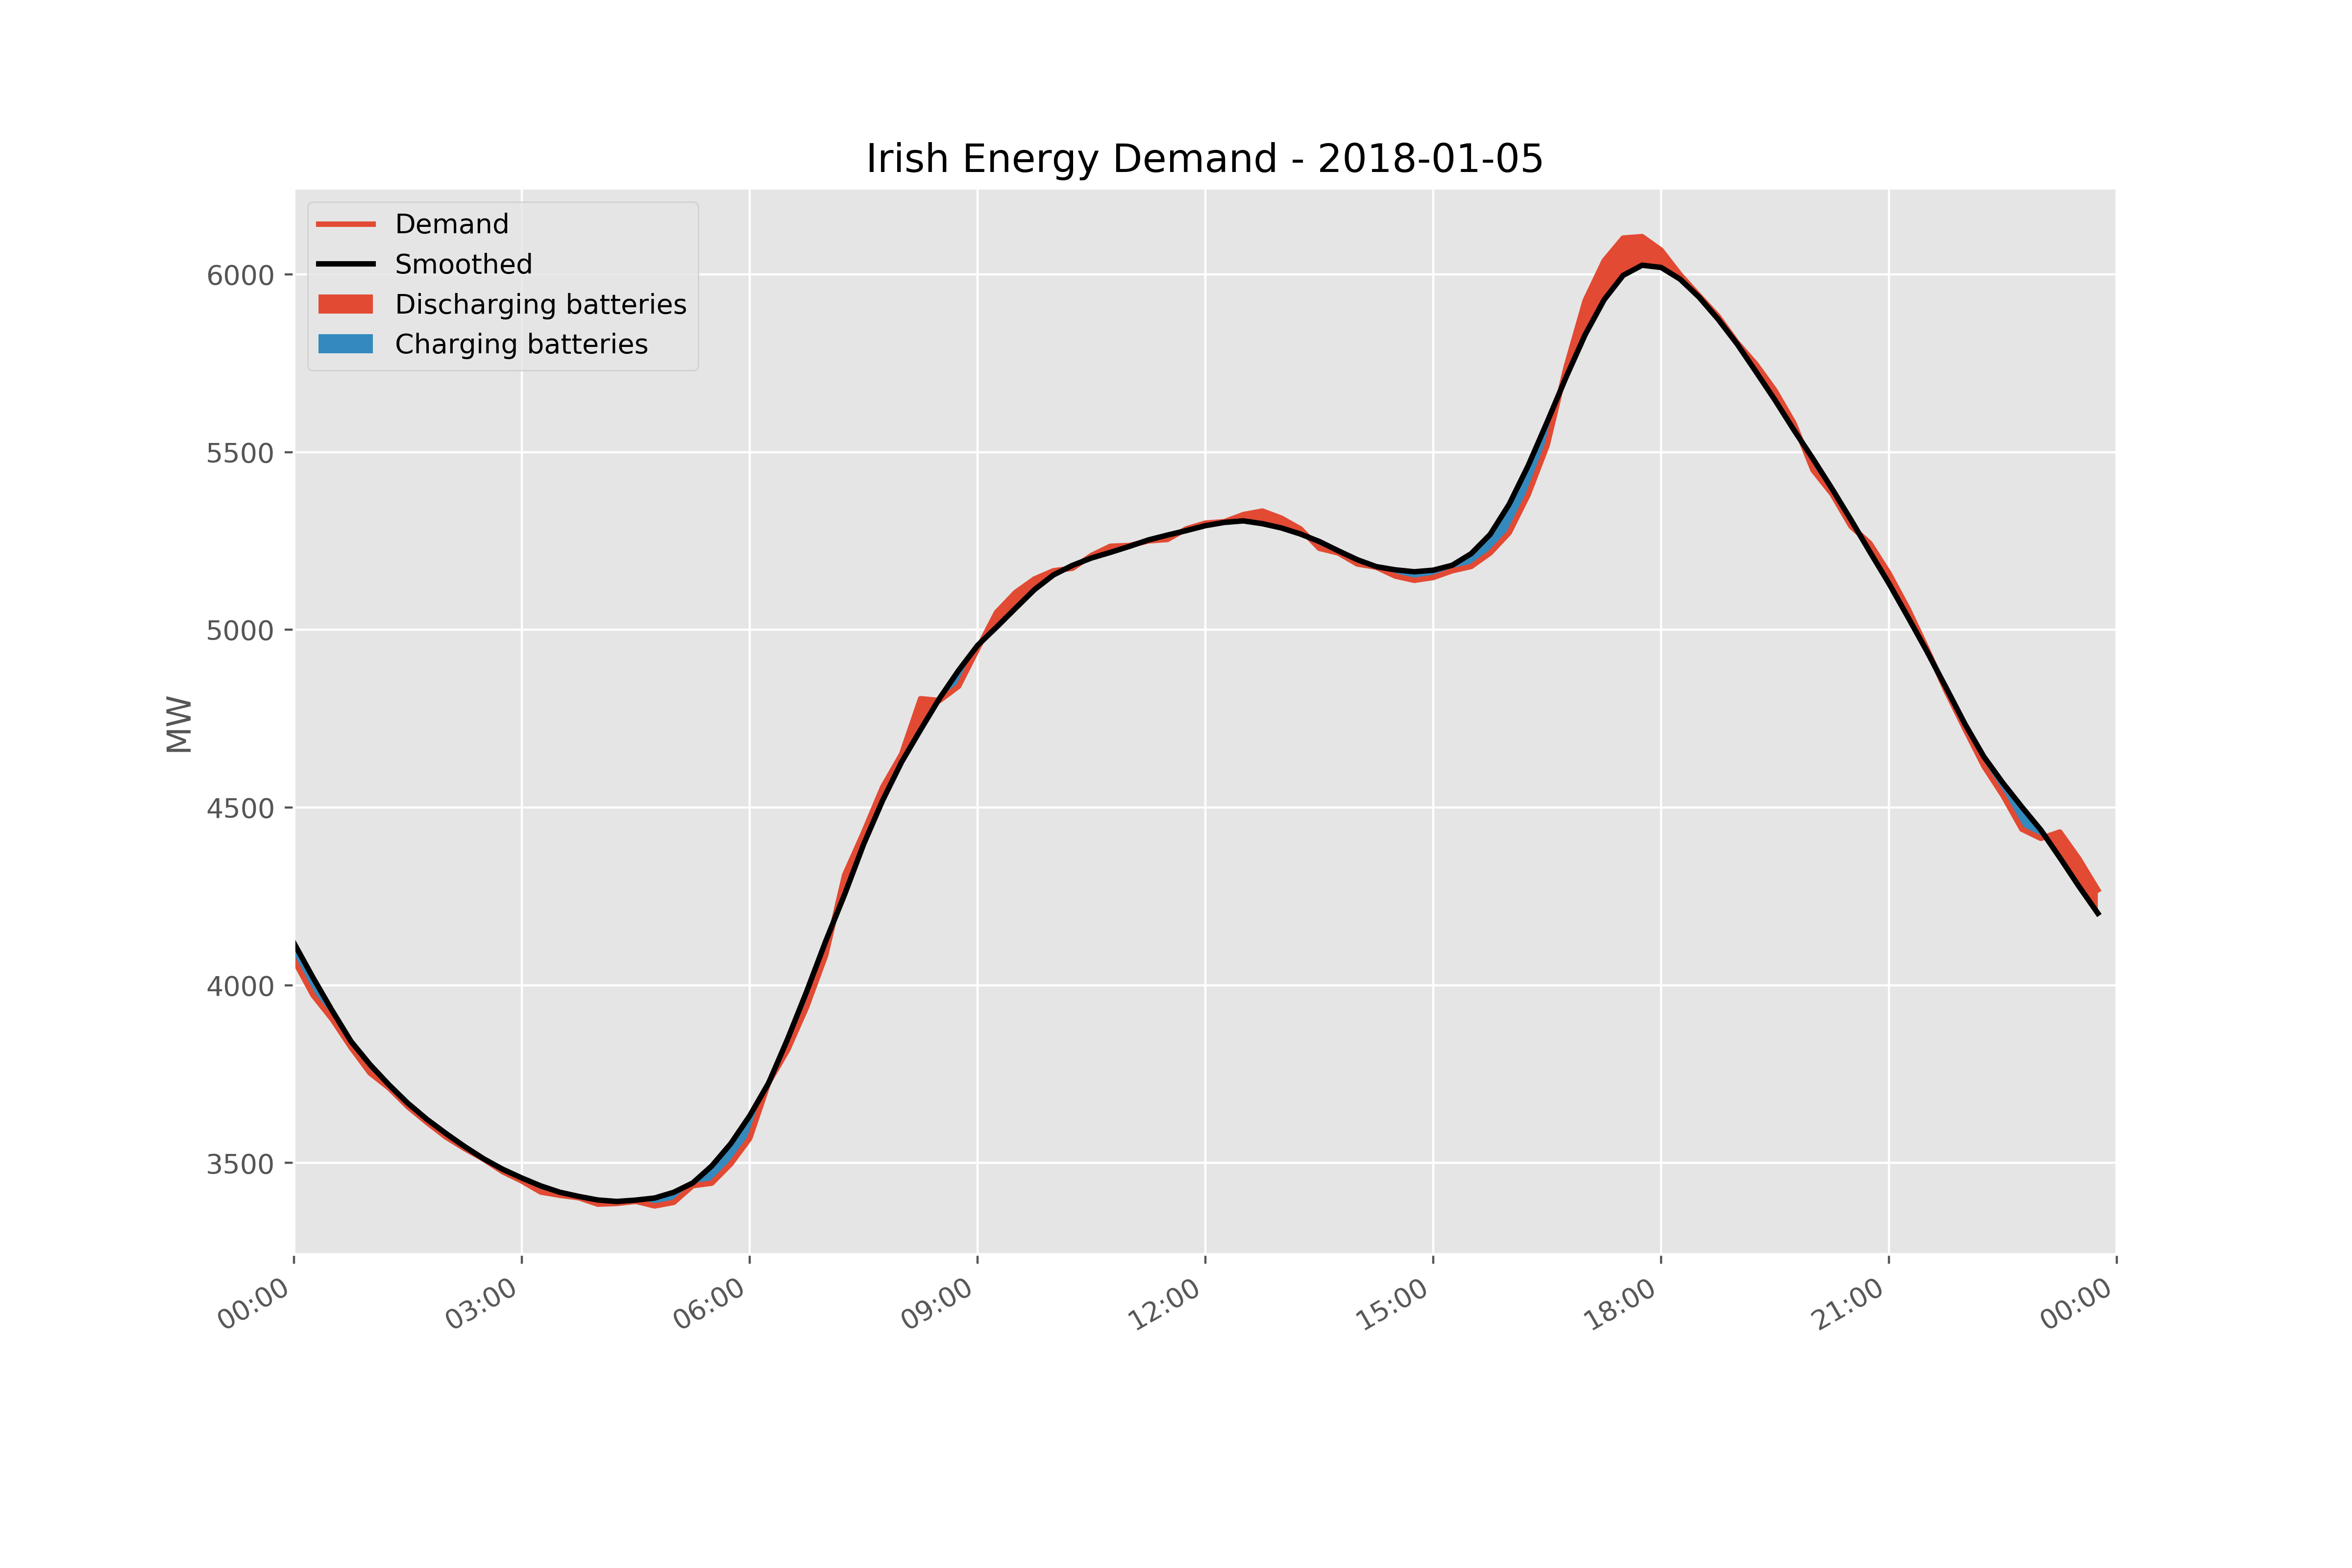 Irish Energy Demand - 2018-01-05
Demand
Smoothed
Discharging batteries
Charging batteries
MW
6000
5500
5000
4500
4000
3500
00:00
03:00
06:00
09:00
12:00
15:00
18:00
21:00
00:00